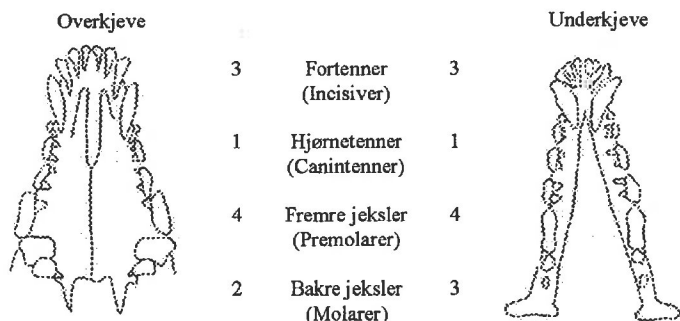 Overkjeve Underkjeve
3 Fortenner 3
(Incisiver)
1 Hjørnetenner 1
(Canintenner)
4 Fremre jeksler 4
(Premolarer)
2 Bakre jeksler 3
(Molarer)